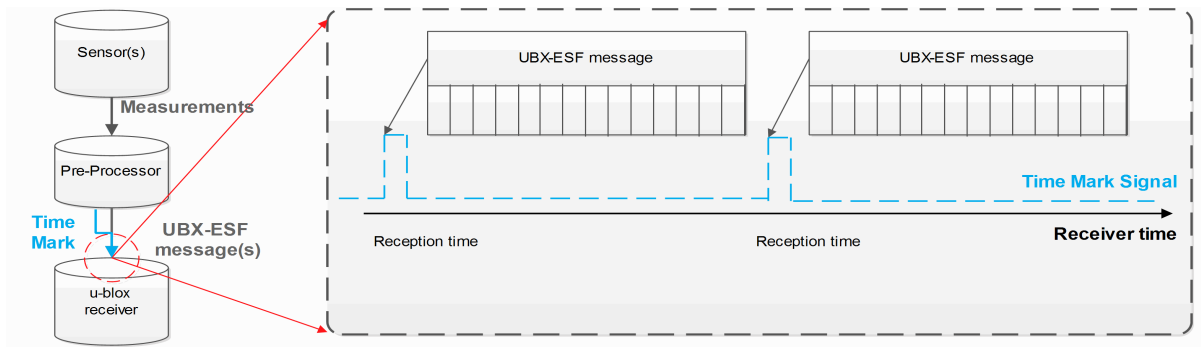 Sensor(s)
Measurements
Pre-Processor
Time
Mark
UBX-ESF
message(s)
u-blox
receiver
UBX-ESF message
UBX-ESF message
Time Mark Signal
Reception time
Reception time
Receiver time